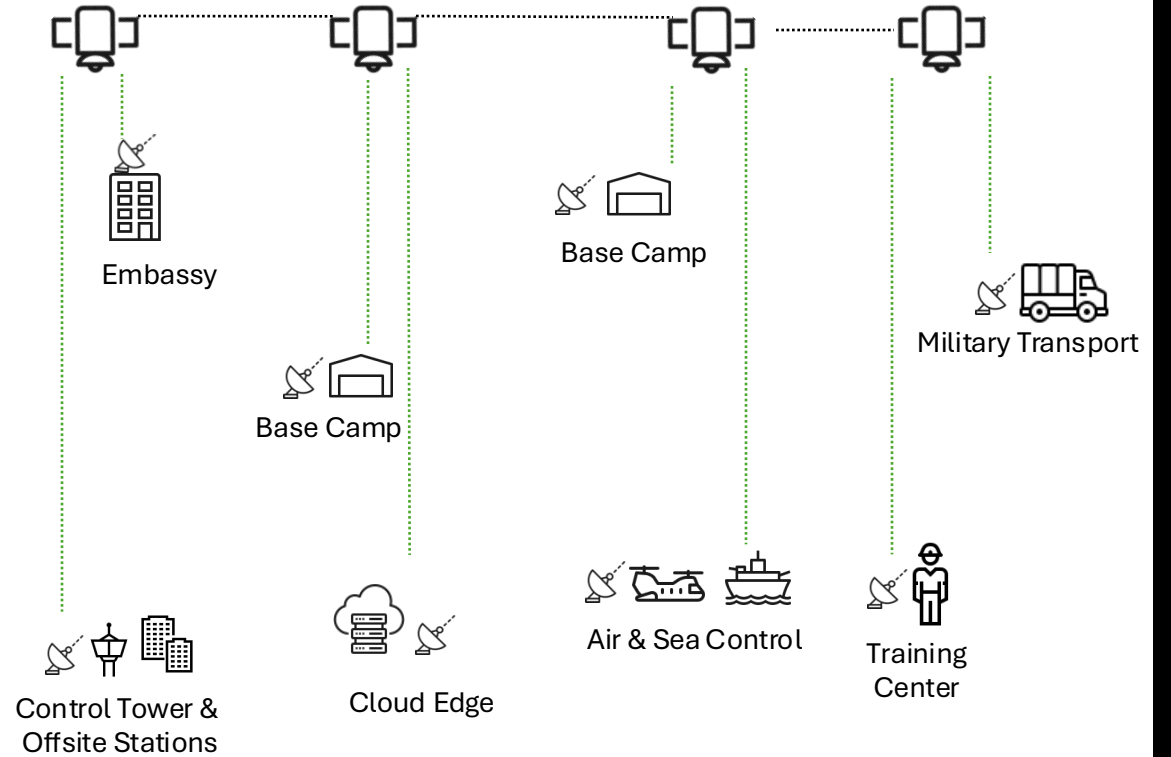 Embassy
Base Camp
Military Transport
Base Camp
Air & Sea Control
Training
Center
Cloud Edge
Control Tower &
Offsite Stations